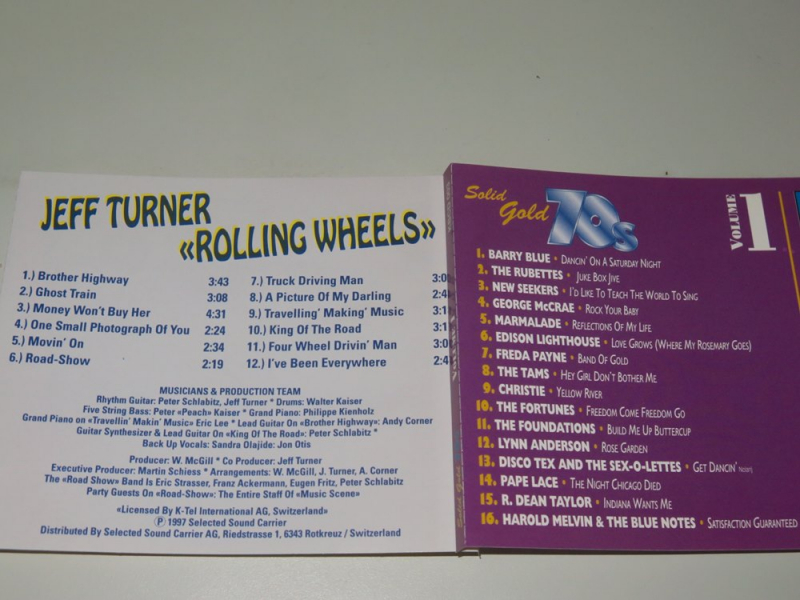 JEFF TURNER
«ROLLING WHEELS»
1.) Brother Highway 3:43
2.) Ghost Train 3:08
3.) Money Won't Buy Her 4:31
4.) One Small Photograph Of You 2:24
5.) Movin' On 2:34
6.) Road-Show 2:19
7.) Truck Driving Man 3:0
8.) A Picture Of My Darling 2:4
9.) Travelling' Making' Music 3:1
10.) King Of The Road 3:1
11.) Four Wheel Drivin' Man 3:0
12.) I've Been Everywhere 2:4
MUSICIANS & PRODUCTION TEAM
Rhythm Guitar: Peter Schlabitz, Jeff Turner * Drums: Walter Kaiser
Five String Bass: Peter «Peach» Kaiser * Grand Piano: Philippe Kienholz
Grand Piano on «Travellin' Makin' Music» Eric Lee * Lead Guitar On «Brother Highway»: Andy Corner
Guitar Synthesizer & Lead Guitar On «King Of The Road»: Peter Schlabitz *
Back Up Vocals: Sandra Olajide: Jon Otis
Producer: W. McGill * Co Producer: Jeff Turner
Executive Producer: Martin Schiess * Arrangements: W. McGill, J. Turner, A. Corner
The «Road Show» Band Is Eric Strasser, Franz Ackermann, Eugen Fritz, Peter Schlabitz
Party Guests On «Road-Show»: The Entire Staff Of «Music Scene»
«Licensed By K-Tel International AG, Switzerland»
Ⓟ 1997 Selected Sound Carrier
Distributed By Selected Sound Carrier AG, Riedstrasse 1, 6343 Rotkreuz / Switzerland
Solid Gold 70s
VOLUME 1
1. BARRY BLUE • DANCIN' ON A SATURDAY NIGHT
2. THE RUBETTES • JUKE BOX JIVE
3. NEW SEEKERS • I'D LIKE TO TEACH THE WORLD TO SING
4. GEORGE McCRAE • ROCK YOUR BABY
5. MARMALADE • REFLECTIONS OF MY LIFE
6. EDISON LIGHTHOUSE • LOVE GROWS (WHERE MY ROSEMARY GOES)
7. FREDA PAYNE • BAND OF GOLD
8. THE TAMS • HEY GIRL DON'T BOTHER ME
9. CHRISTIE • YELLOW RIVER
10. THE FORTUNES • FREEDOM COME FREEDOM GO
11. THE FOUNDATIONS • BUILD ME UP BUTTERCUP
12. LYNN ANDERSON • ROSE GARDEN
13. DISCO TEX AND THE SEX-O-LETTES • GET DANCIN'
14. PAPE LACE • THE NIGHT CHICAGO DIED
15. R. DEAN TAYLOR • INDIANA WANTS ME
16. HAROLD MELVIN & THE BLUE NOTES • SATISFACTION GUARANTEED
Solid Gold